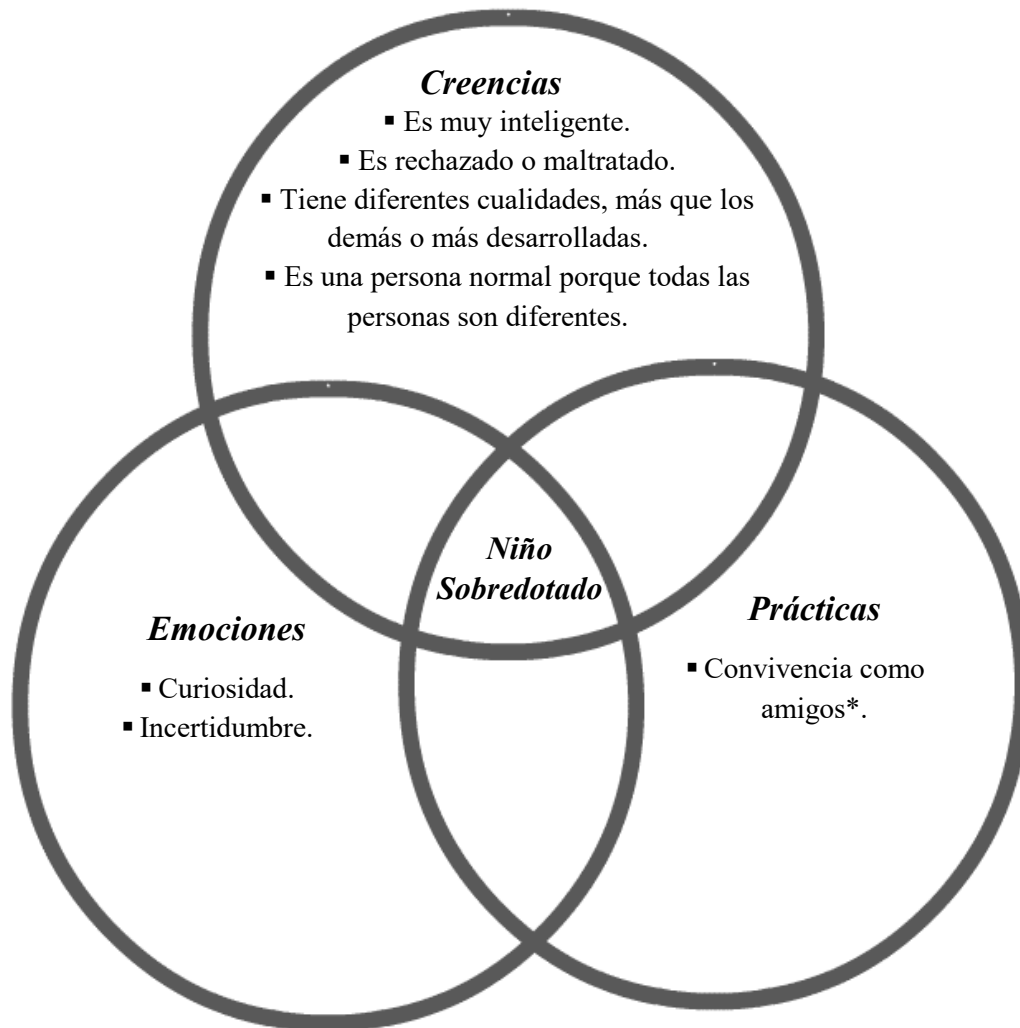 Creencias
▪ Es muy inteligente.
▪ Es rechazado o maltratado.
▪ Tiene diferentes cualidades, más que los
demás o más desarrolladas.
▪ Es una persona normal porque todas las
personas son diferentes.
Niño
Sobredotado
Emociones
▪ Curiosidad.
▪ Incertidumbre.
Prácticas
▪ Convivencia como
amigos*.